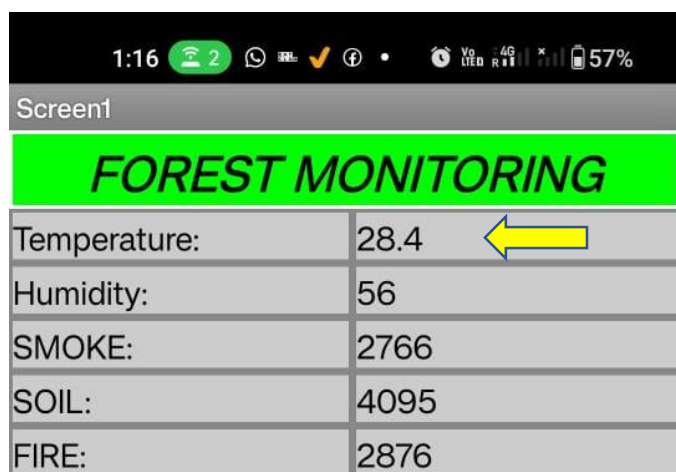 1:16 2 57%
Screen1
FOREST MONITORING
Temperature: 28.4
Humidity: 56
SMOKE: 2766
SOIL: 4095
FIRE: 2876